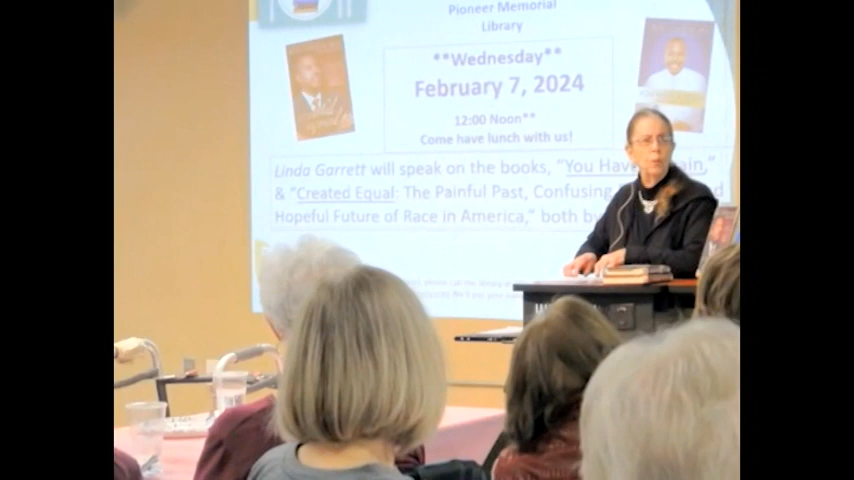 Pioneer Memorial
Library
**Wednesday**
February 7, 2024
12:00 Noon**
Come have lunch with us!
Linda Garrett will speak on the books, "You Have
& "Created Equal: The Painful Past, Confusing
Hopeful Future of Race in America," both